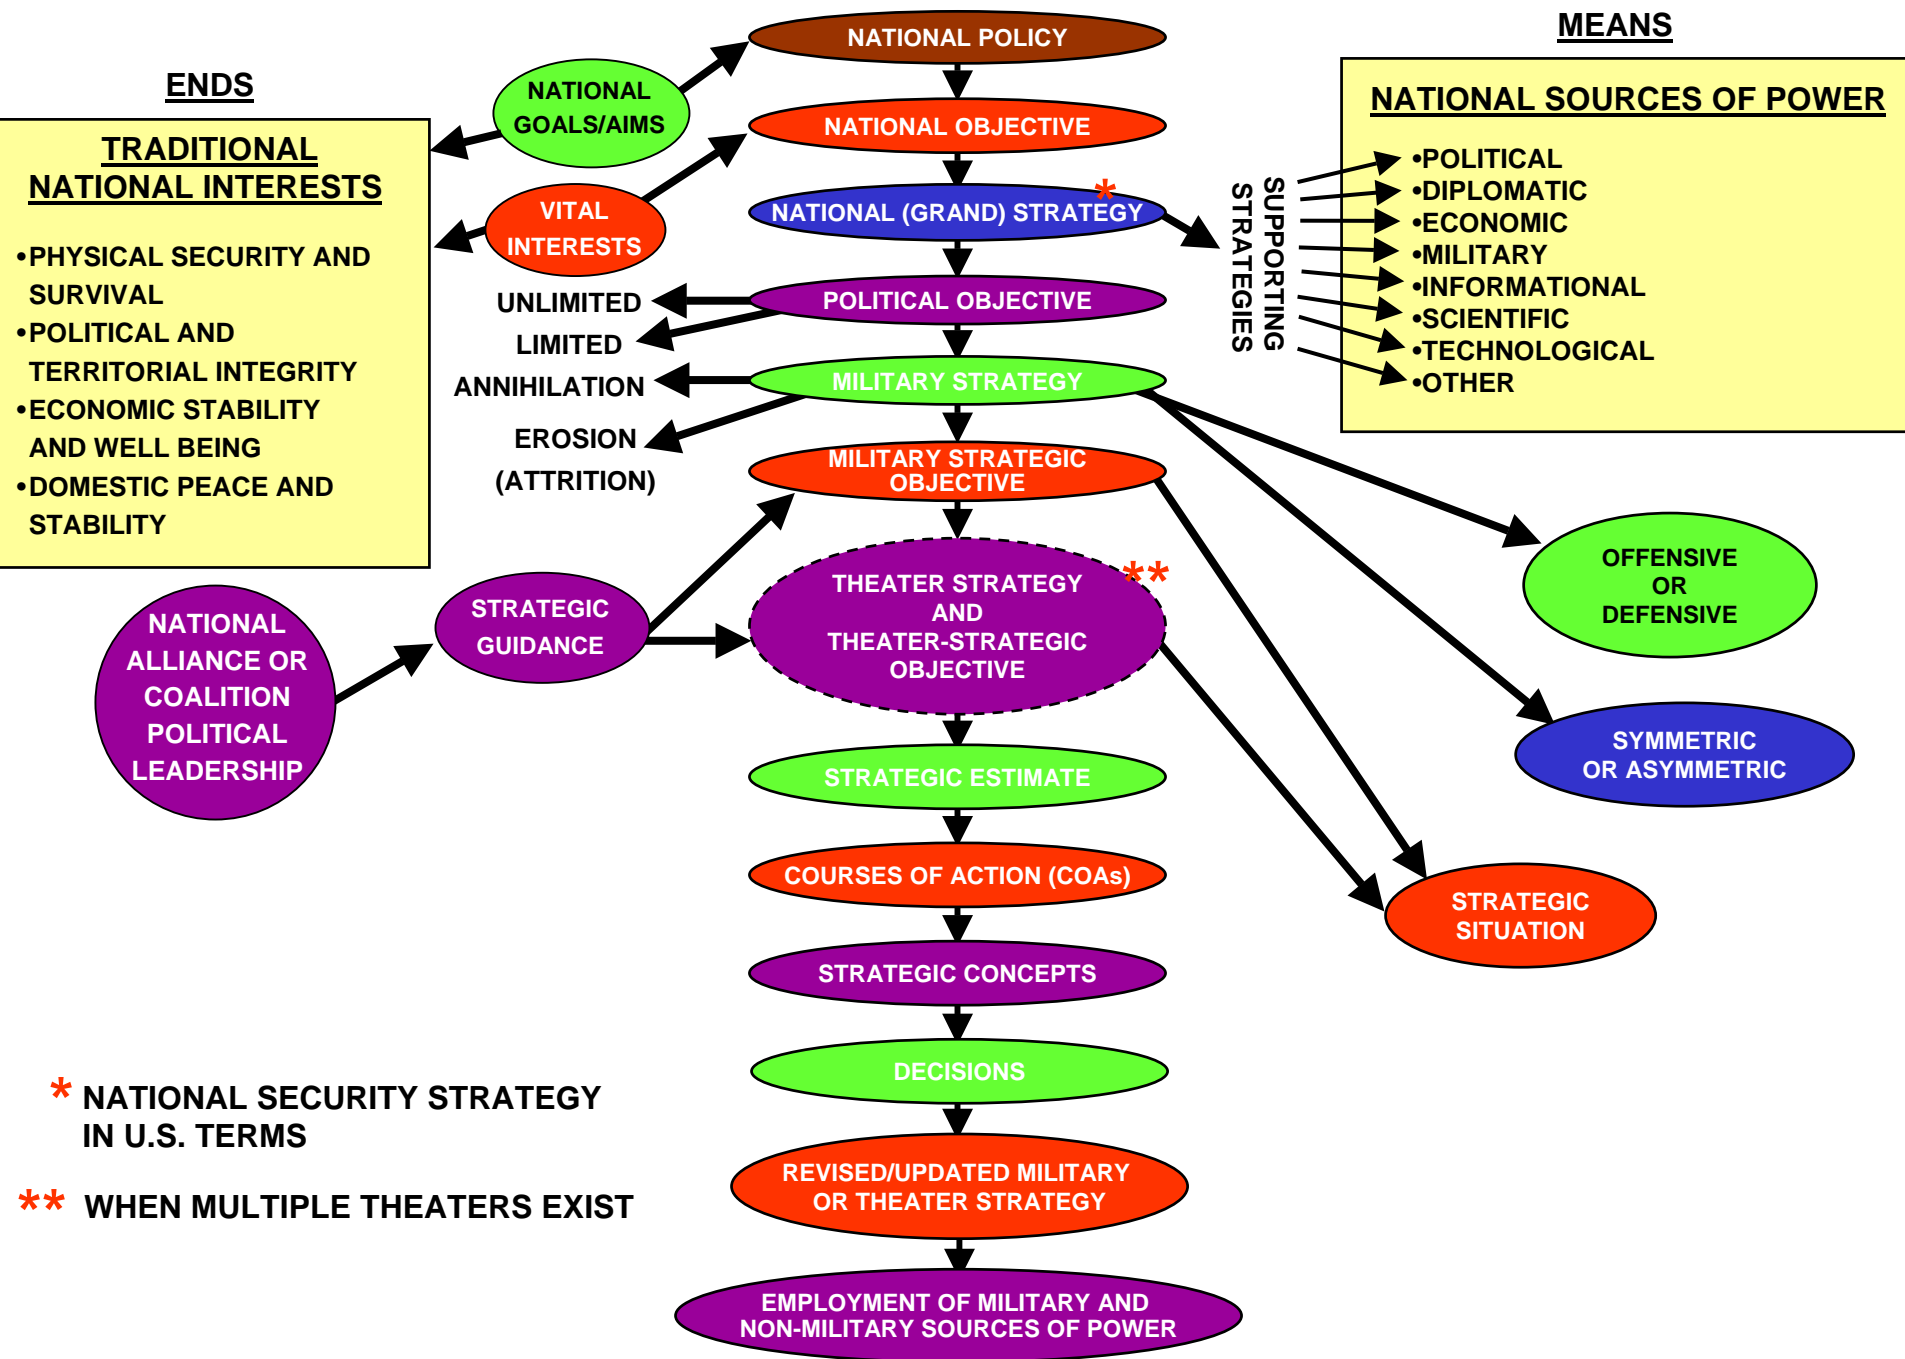 ENDS
TRADITIONAL
NATIONAL INTERESTS
•PHYSICAL SECURITY AND
SURVIVAL
•POLITICAL AND
TERRITORIAL INTEGRITY
•ECONOMIC STABILITY
AND WELL BEING
•DOMESTIC PEACE AND
STABILITY
NATIONAL
GOALS/AIMS
VITAL
INTERESTS
UNLIMITED
LIMITED
ANNIHILATION
EROSION
(ATTRITION)
NATIONAL
ALLIANCE OR
COALITION
POLITICAL
LEADERSHIP
STRATEGIC
GUIDANCE
NATIONAL POLICY
NATIONAL OBJECTIVE
*
NATIONAL (GRAND) STRATEGY
POLITICAL OBJECTIVE
MILITARY STRATEGY
MILITARY STRATEGIC
OBJECTIVE
**
THEATER STRATEGY
AND
THEATER-STRATEGIC
OBJECTIVE
STRATEGIC ESTIMATE
COURSES OF ACTION (COAs)
STRATEGIC CONCEPTS
DECISIONS
REVISED/UPDATED MILITARY
OR THEATER STRATEGY
EMPLOYMENT OF MILITARY AND
NON-MILITARY SOURCES OF POWER
MEANS
NATIONAL SOURCES OF POWER
SUPPORTING
STRATEGIES
•POLITICAL
•DIPLOMATIC
•ECONOMIC
•MILITARY
•INFORMATIONAL
•SCIENTIFIC
•TECHNOLOGICAL
•OTHER
OFFENSIVE
OR
DEFENSIVE
SYMMETRIC
OR ASYMMETRIC
STRATEGIC
SITUATION
* NATIONAL SECURITY STRATEGY
IN U.S. TERMS
** WHEN MULTIPLE THEATERS EXIST